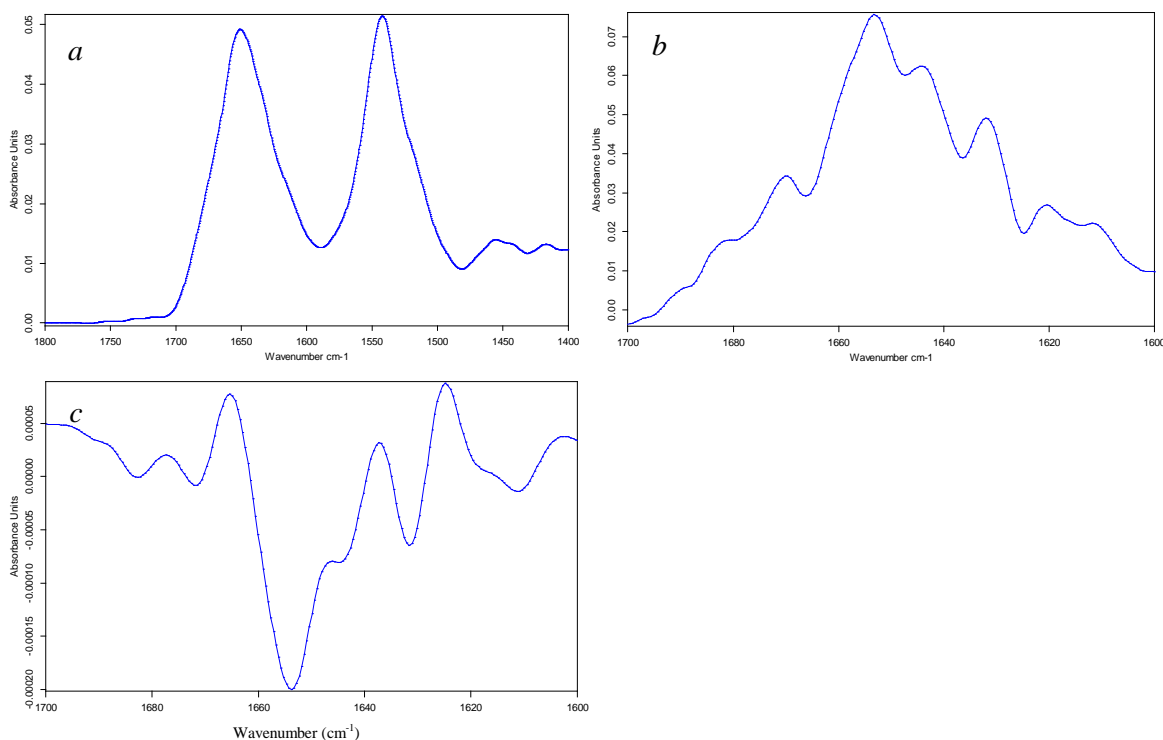 a
Absorbance Units
0.00 0.01 0.02 0.03 0.04 0.05
1800 1750 1700 1650 1600 1550 1500 1450 1400
Wavenumber cm-1
b
Absorbance Units
0.00 0.01 0.02 0.03 0.04 0.05 0.06 0.07
1700 1680 1660 1640 1620 1600
Wavenumber cm-1
c
Absorbance Units
-0.00020 -0.00015 -0.00010 -0.00005 0.00000 0.00005
1700 1680 1660 1640 1620 1600
Wavenumber (cm-1)